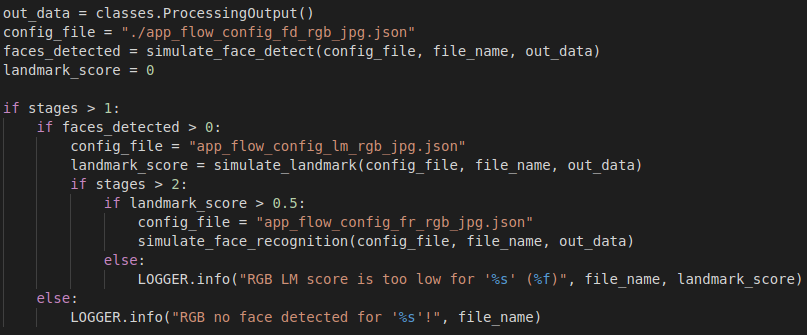 out_data = classes.ProcessingOutput()
config_file = "./app_flow_config_fd_rgb_jpg.json"
faces_detected = simulate_face_detect(config_file, file_name, out_data)
landmark_score = 0

if stages > 1:
    if faces_detected > 0:
        config_file = "app_flow_config_lm_rgb_jpg.json"
        landmark_score = simulate_landmark(config_file, file_name, out_data)
        if stages > 2:
            if landmark_score > 0.5:
                config_file = "app_flow_config_fr_rgb_jpg.json"
                simulate_face_recognition(config_file, file_name, out_data)
            else:
                LOGGER.info("RGB LM score is too low for '%s' (%f)", file_name, landmark_score)
    else:
        LOGGER.info("RGB no face detected for '%s'!", file_name)